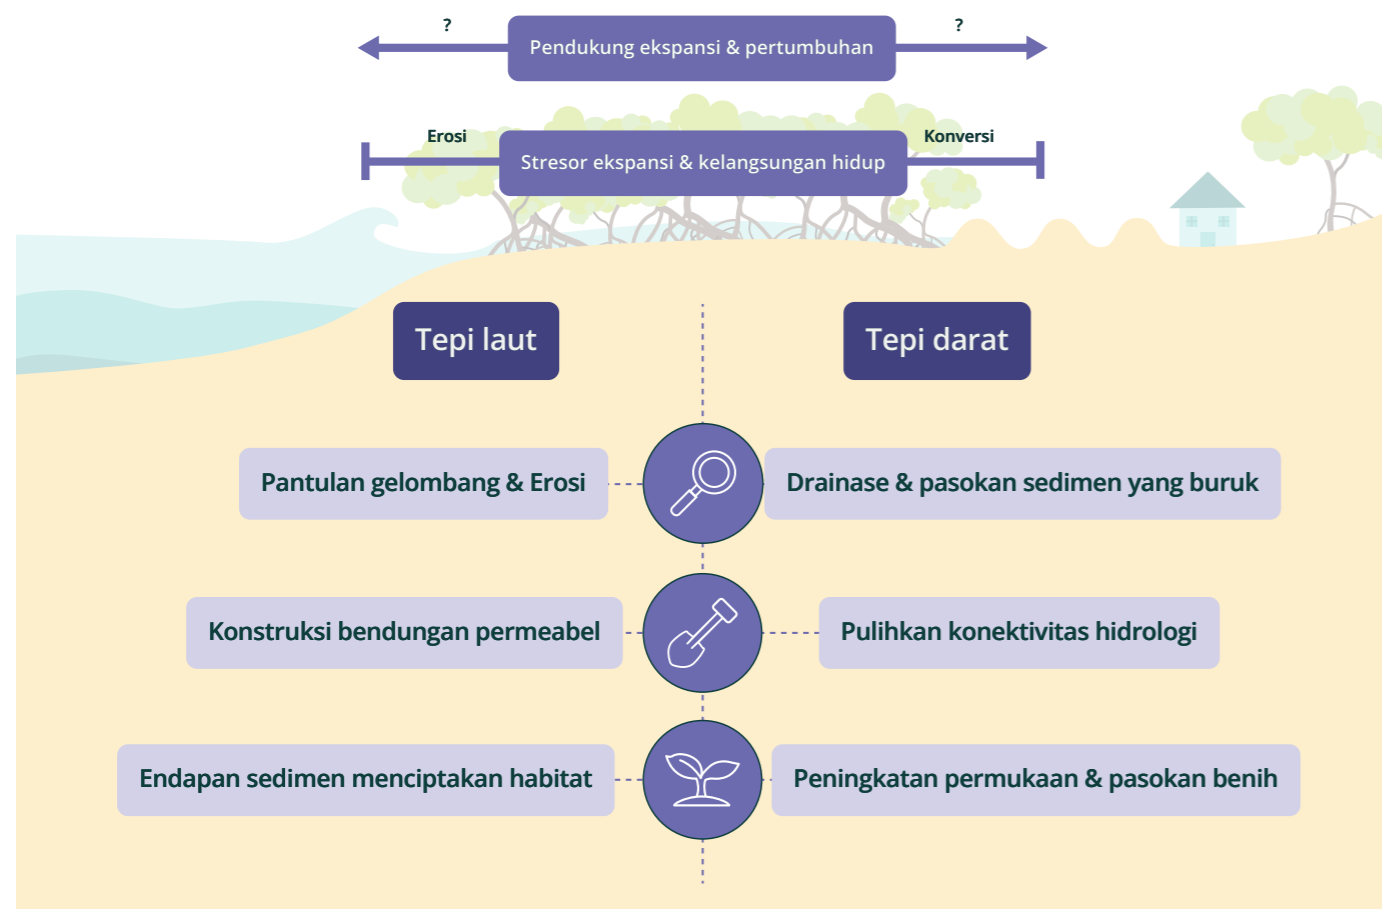 ?
?
Pendukung ekspansi & pertumbuhan
Erosi
Konversi
Stresor ekspansi & kelangsungan hidup
Tepi laut
Tepi darat
Pantulan gelombang & Erosi
Drainase & pasokan sedimen yang buruk
Konstruksi bendungan permeabel
Pulihkan konektivitas hidrologi
Endapan sedimen menciptakan habitat
Peningkatan permukaan & pasokan benih